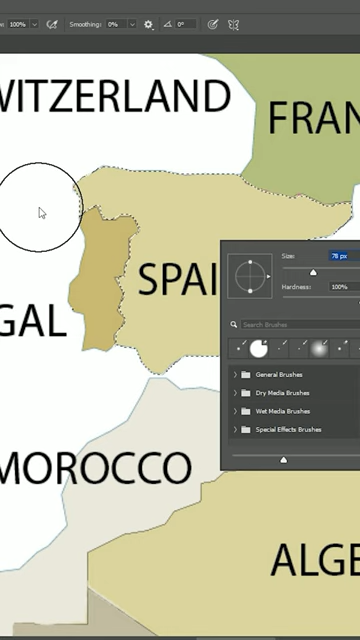 100%
Smoothing: 0%
0°
WITZERLAND
FRAN
Size:
78 px
SPAI
Hardness:
100%
GAL
Search Brushes
General Brushes
Dry Media Brushes
Wet Media Brushes
Special Effects Brushes
MOROCCO
ALGE